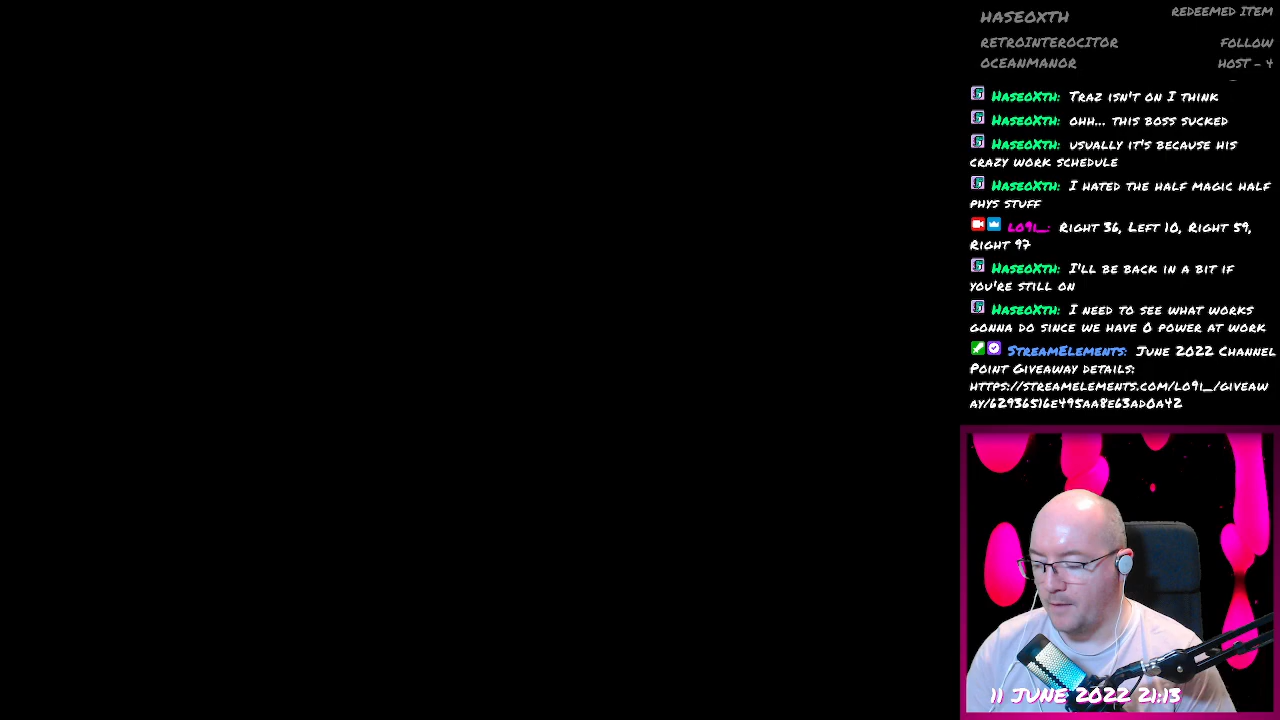 HASEOXTH REDEEMED ITEM
RETROINTEROCITOR FOLLOW
OCEANMANOR HOST - 4
HASEOXTH: TRAZ ISN'T ON I THINK
HASEOXTH: OHH... THIS BOSS SUCKED
HASEOXTH: USUALLY IT'S BECAUSE HIS
CRAZY WORK SCHEDULE
HASEOXTH: I HATED THE HALF MAGIC HALF
PHYS STUFF
LO9I_: RIGHT 36, LEFT 10, RIGHT 59,
RIGHT 97
HASEOXTH: I'LL BE BACK IN A BIT IF
YOU'RE STILL ON
HASEOXTH: I NEED TO SEE WHAT WORKS
GONNA DO SINCE WE HAVE 0 POWER AT WORK
STREAMELEMENTS: JUNE 2022 CHANNEL
POINT GIVEAWAY DETAILS:
HTTPS://STREAMELEMENTS.COM/LO9I_/GIVEAW
AY/62936516E495AA8E63AD0A42
11 JUNE 2022 21:13